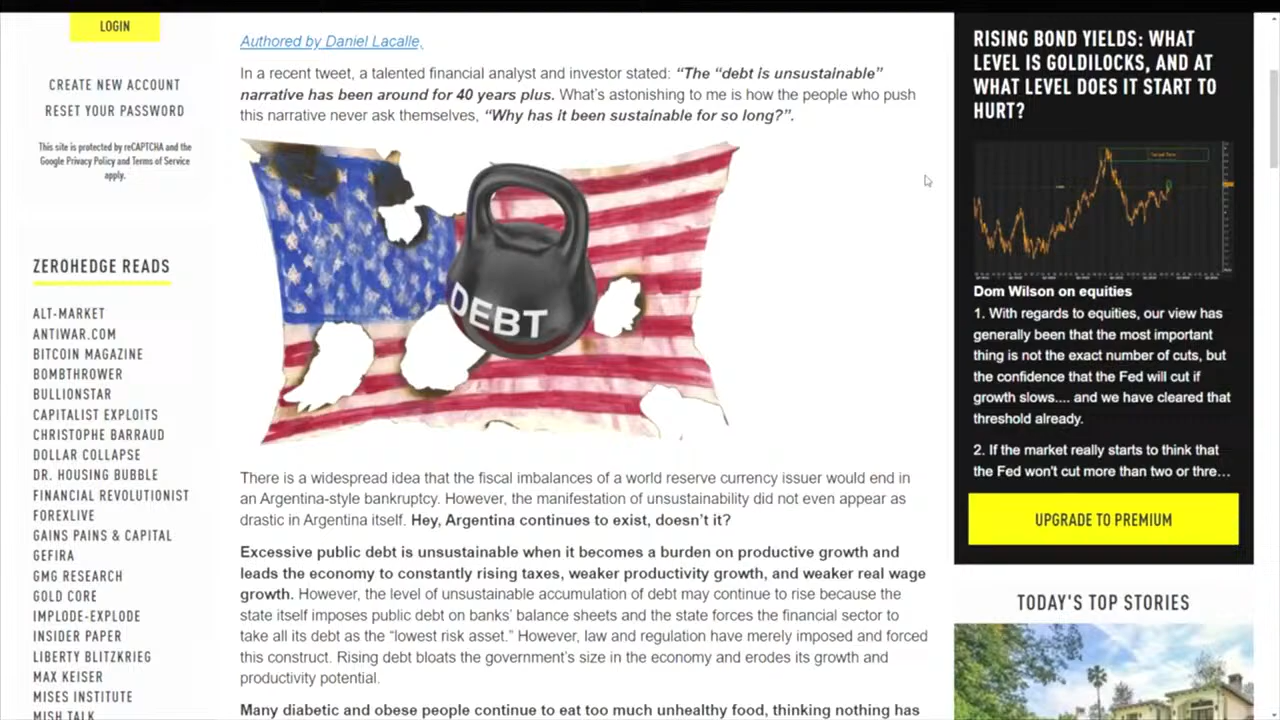 LOGIN
CREATE NEW ACCOUNT
RESET YOUR PASSWORD
This site is protected by reCAPTCHA and the
Google Privacy Policy and Terms of Service
apply.
ZEROHEDGE READS
ALT-MARKET
ANTIWAR.COM
BITCOIN MAGAZINE
BOMBTHROWER
BULLIONSTAR
CAPITALIST EXPLOITS
CHRISTOPHE BARRAUD
DOLLAR COLLAPSE
DR. HOUSING BUBBLE
FINANCIAL REVOLUTIONIST
FOREXLIVE
GAINS PAINS & CAPITAL
GEFIRA
GMG RESEARCH
GOLD CORE
IMPLODE-EXPLODE
INSIDER PAPER
LIBERTY BLITZKRIEG
MAX KEISER
MISES INSTITUTE
MISH TALK
Authored by Daniel Lacalle,
In a recent tweet, a talented financial analyst and investor stated: “The “debt is unsustainable”
narrative has been around for 40 years plus. What’s astonishing to me is how the people who push
this narrative never ask themselves, “Why has it been sustainable for so long?”.
DEBT
There is a widespread idea that the fiscal imbalances of a world reserve currency issuer would end in
an Argentina-style bankruptcy. However, the manifestation of unsustainability did not even appear as
drastic in Argentina itself. Hey, Argentina continues to exist, doesn’t it?
Excessive public debt is unsustainable when it becomes a burden on productive growth and
leads the economy to constantly rising taxes, weaker productivity growth, and weaker real wage
growth. However, the level of unsustainable accumulation of debt may continue to rise because the
state itself imposes public debt on banks’ balance sheets and the state forces the financial sector to
take all its debt as the “lowest risk asset.” However, law and regulation have merely imposed and forced
this construct. Rising debt bloats the government’s size in the economy and erodes its growth and
productivity potential.
Many diabetic and obese people continue to eat too much unhealthy food, thinking nothing has
RISING BOND YIELDS: WHAT
LEVEL IS GOLDILOCKS, AND AT
WHAT LEVEL DOES IT START TO
HURT?
Dom Wilson on equities
1. With regards to equities, our view has
generally been that the most important
thing is not the exact number of cuts, but
the confidence that the Fed will cut if
growth slows.... and we have cleared that
threshold already.
2. If the market really starts to think that
the Fed won't cut more than two or thre...
UPGRADE TO PREMIUM
TODAY'S TOP STORIES